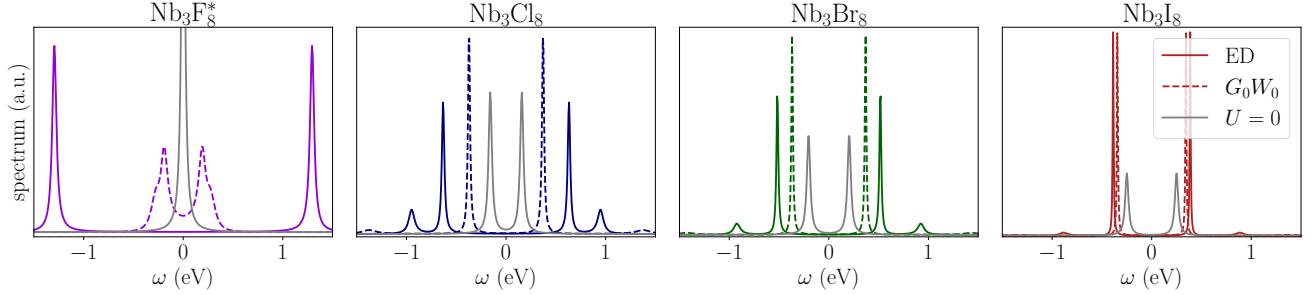 Nb₃F₈* Nb₃Cl₈ Nb₃Br₈ Nb₃I₈
spectrum (a.u.)
ED
G₀W₀
U = 0
−1 0 1 −1 0 1 −1 0 1 −1 0 1
ω (eV) ω (eV) ω (eV) ω (eV)